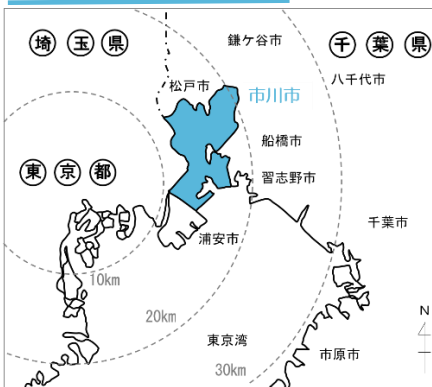 埼玉県
鎌ケ谷市
千葉県
八千代市
松戸市
市川市
船橋市
東京都
習志野市
千葉市
浦安市
10km
20km
N
東京湾
市原市
30km